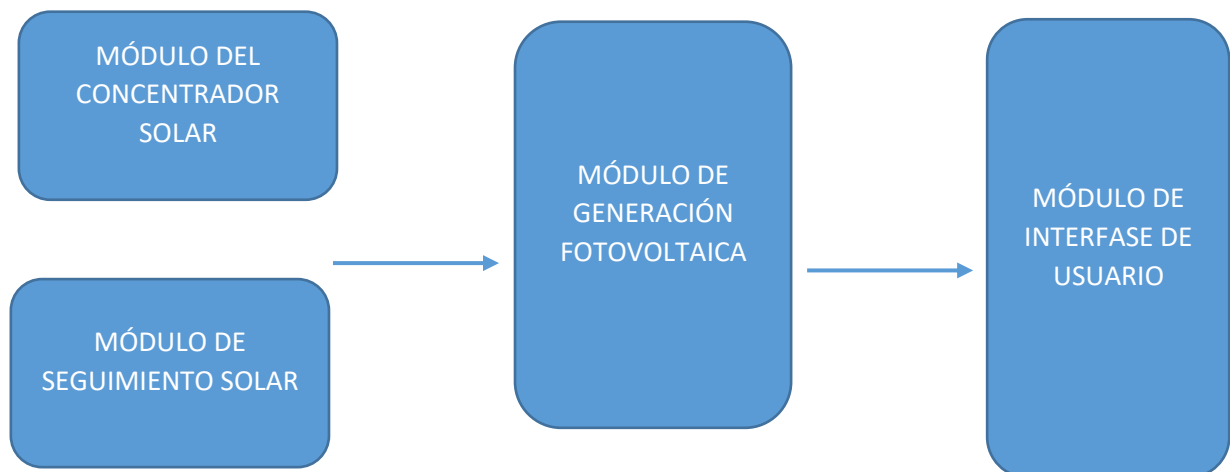 MÓDULO DEL
CONCENTRADOR
SOLAR
MÓDULO DE
SEGUIMIENTO SOLAR
MÓDULO DE
GENERACIÓN
FOTOVOLTAICA
MÓDULO DE
INTERFASE DE
USUARIO